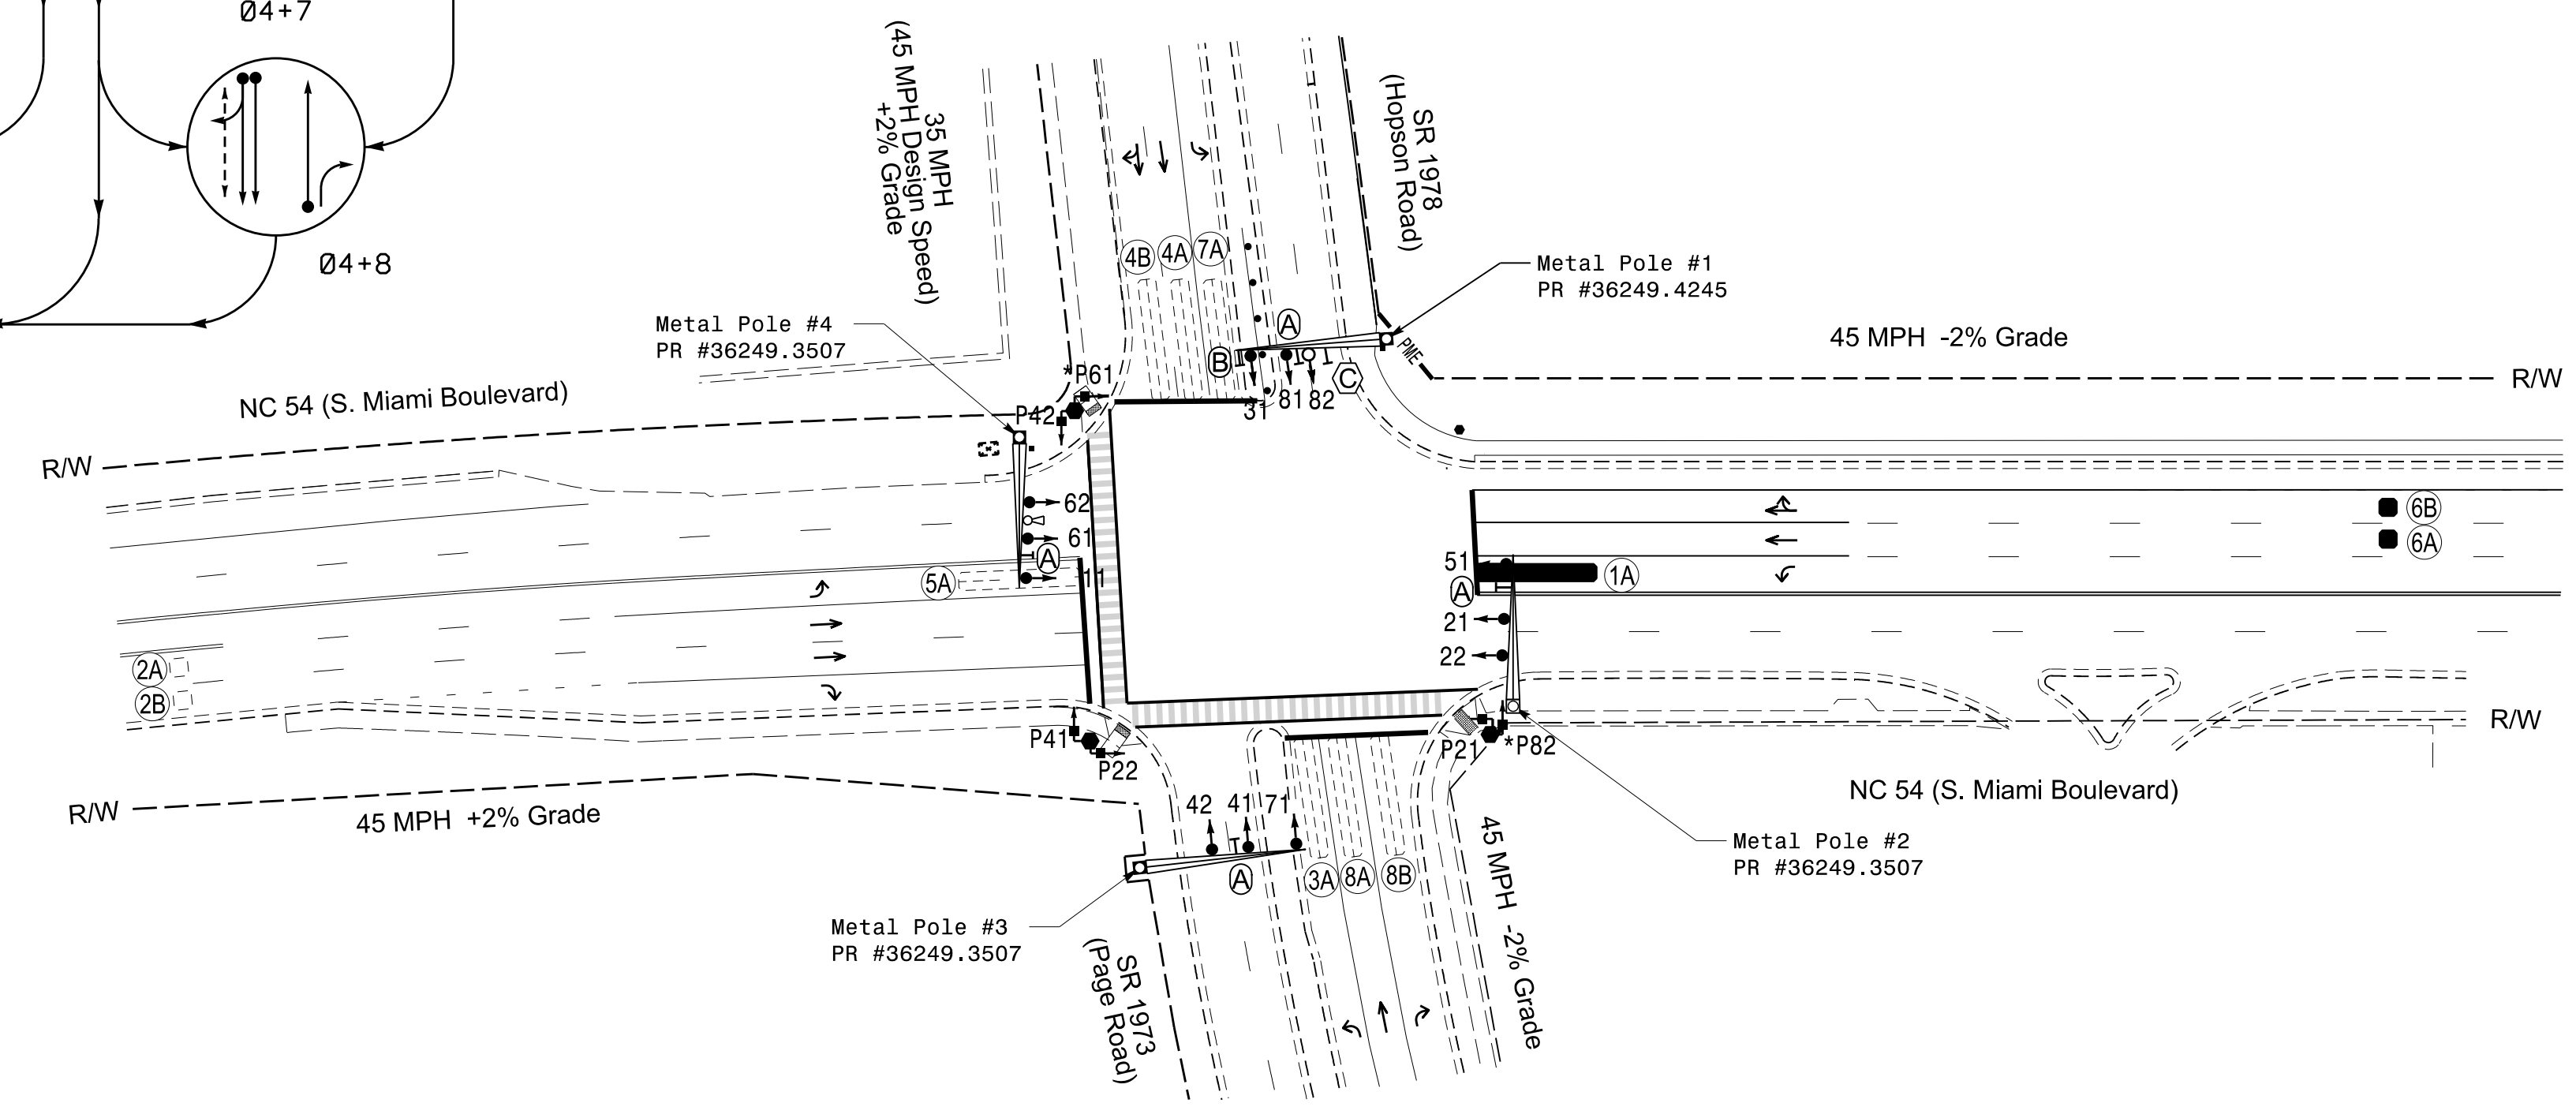 Ø4+7
Ø4+8
35 MPH
(45 MPH Design Speed)
+2% Grade
SR 1978
(Hopson Road)
4B
4A
7A
Metal Pole #1
PR #36249.4245
Metal Pole #4
PR #36249.3507
45 MPH -2% Grade
A
B
PME
C
31
81
82
R/W
*P61
P42
NC 54 (S. Miami Boulevard)
R/W
62
61
A
11
5A
51
A
1A
21
22
6B
6A
2A
2B
R/W
P41
P22
P21
*P82
NC 54 (S. Miami Boulevard)
R/W
45 MPH +2% Grade
42
41
71
A
3A
8A
8B
Metal Pole #2
PR #36249.3507
Metal Pole #3
PR #36249.3507
SR 1973
(Page Road)
45 MPH -2% Grade